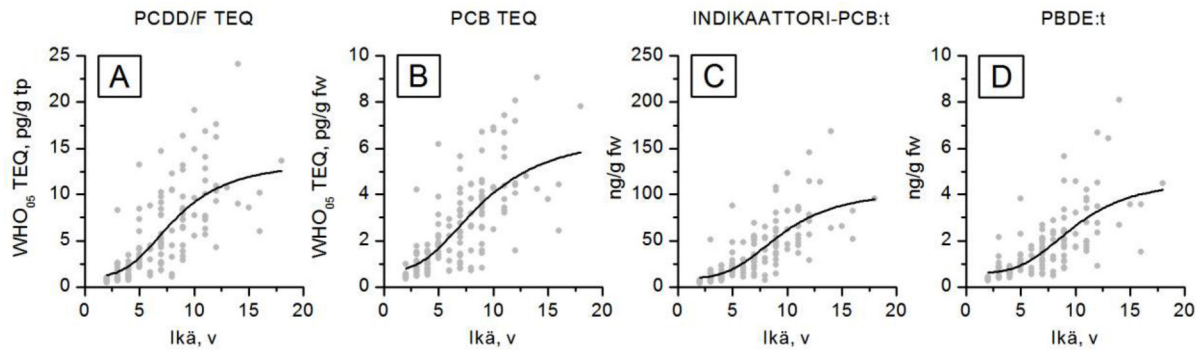 PCDD/F TEQ
PCB TEQ
INDIKAATTORI-PCB:t
PBDE:t
A
B
C
D
WHO₀₅ TEQ, pg/g tp
25
20
15
10
5
0
0 5 10 15 20
Ikä, v
WHO₀₅ TEQ, pg/g fw
10
8
6
4
2
0
0 5 10 15 20
Ikä, v
ng/g fw
250
200
150
100
50
0
0 5 10 15 20
Ikä, v
ng/g fw
10
8
6
4
2
0
0 5 10 15 20
Ikä, v